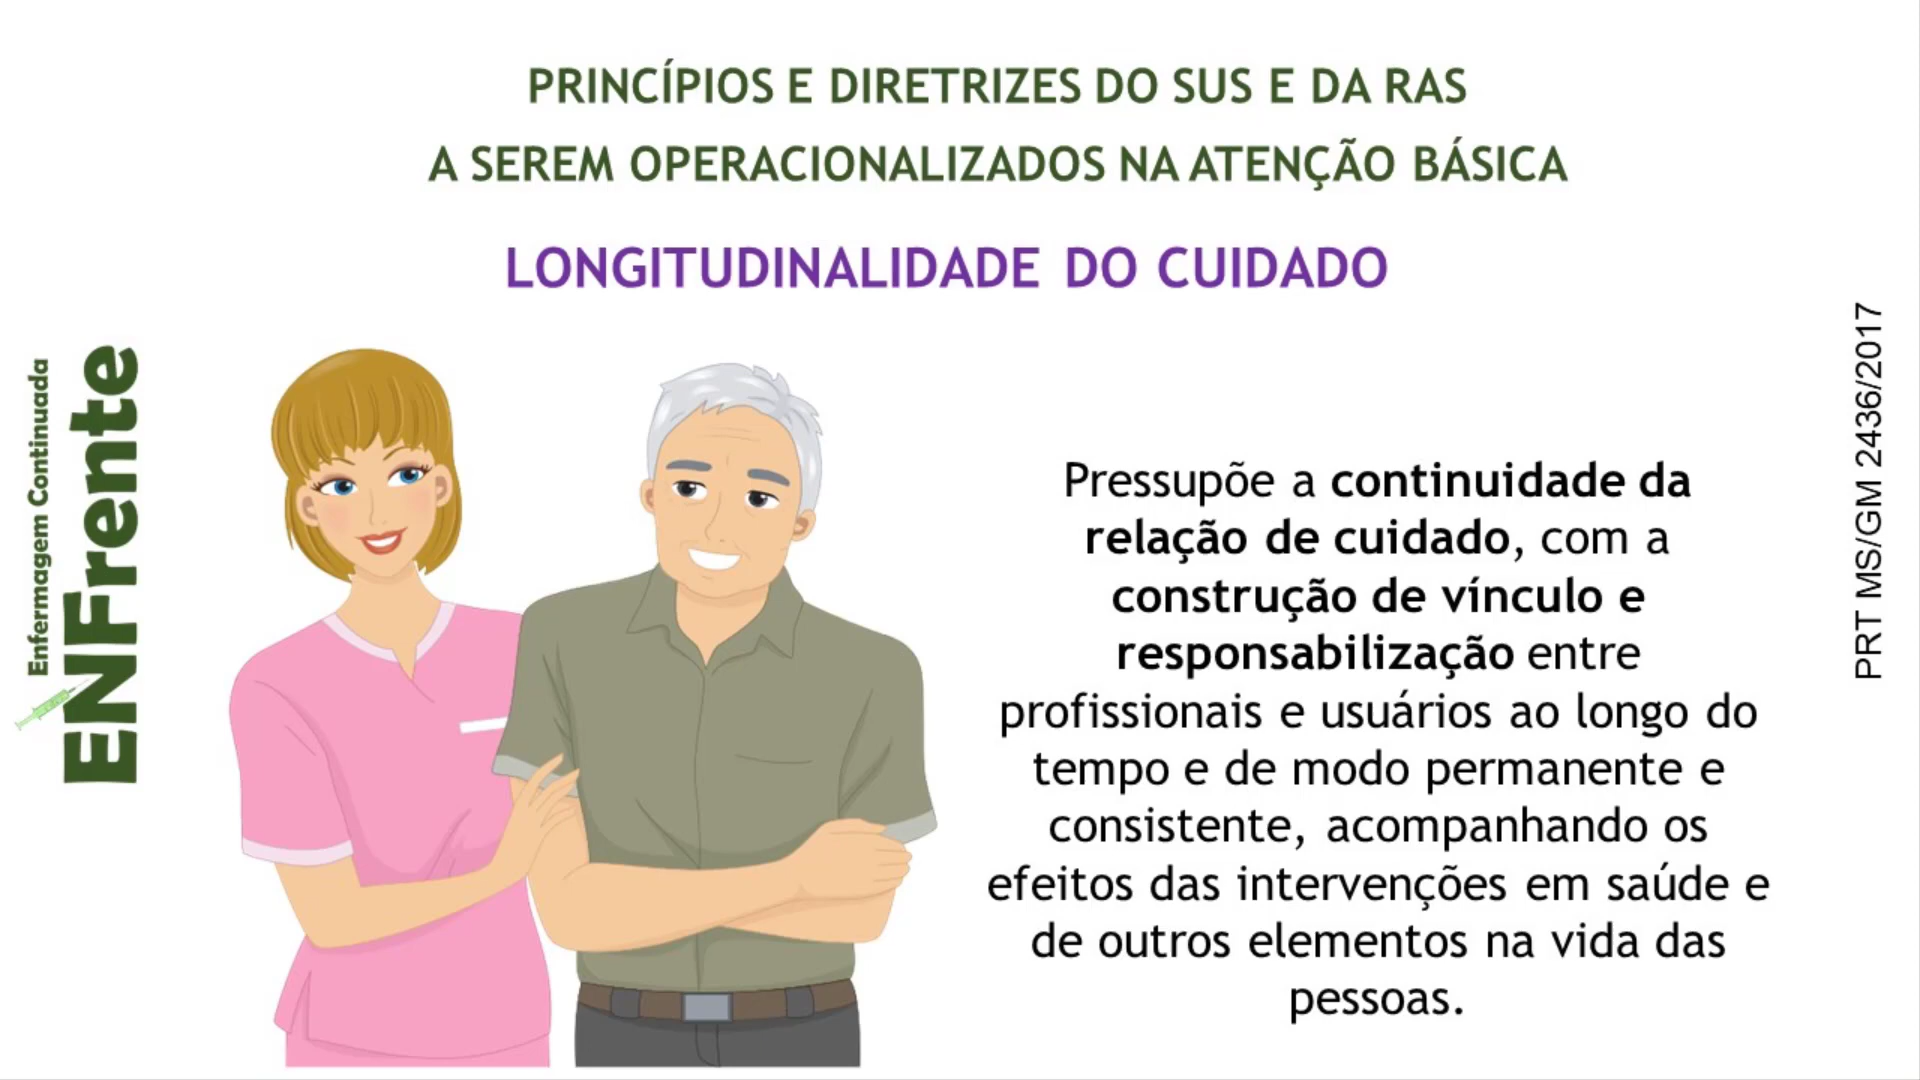 PRINCÍPIOS E DIRETRIZES DO SUS E DA RAS
A SEREM OPERACIONALIZADOS NA ATENÇÃO BÁSICA
LONGITUDINALIDADE DO CUIDADO
Enfermagem Continuada
ENFrente
Pressupõe a continuidade da
relação de cuidado, com a
construção de vínculo e
responsabilização entre
profissionais e usuários ao longo do
tempo e de modo permanente e
consistente, acompanhando os
efeitos das intervenções em saúde e
de outros elementos na vida das
pessoas.
PRT MS/GM 2436/2017